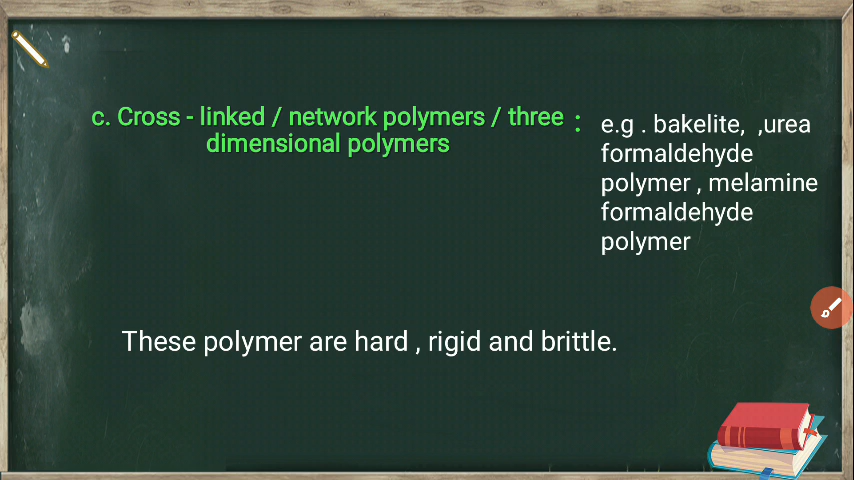 c. Cross - linked / network polymers / three :
dimensional polymers
e.g . bakelite,  ,urea
formaldehyde
polymer , melamine
formaldehyde
polymer
These polymer are hard , rigid and brittle.